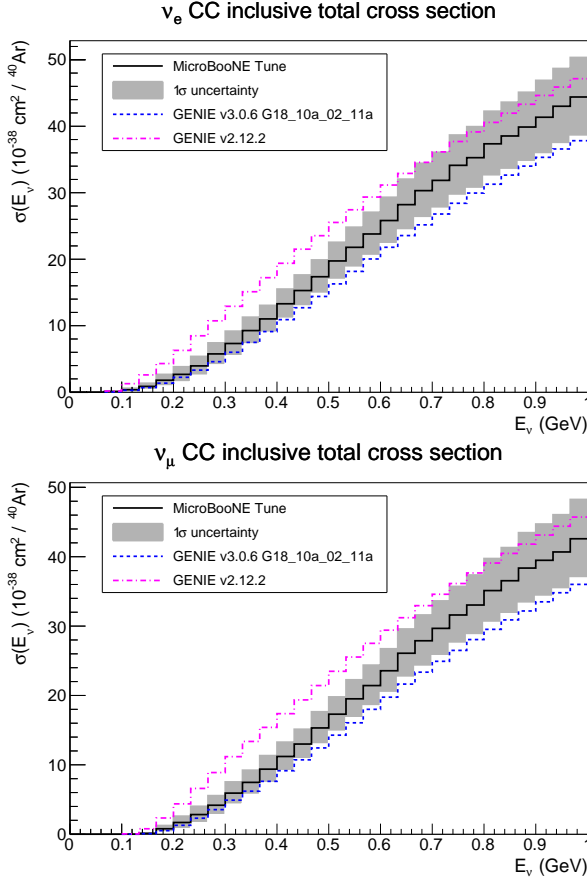 νe CC inclusive total cross section
σ(Eν) (10⁻³⁸ cm² / ⁴⁰Ar)
50
40
30
20
10
0
MicroBooNE Tune
1σ uncertainty
GENIE v3.0.6 G18_10a_02_11a
GENIE v2.12.2
0 0.1 0.2 0.3 0.4 0.5 0.6 0.7 0.8 0.9 1
Eν (GeV)
νμ CC inclusive total cross section
σ(Eν) (10⁻³⁸ cm² / ⁴⁰Ar)
50
40
30
20
10
0
MicroBooNE Tune
1σ uncertainty
GENIE v3.0.6 G18_10a_02_11a
GENIE v2.12.2
0 0.1 0.2 0.3 0.4 0.5 0.6 0.7 0.8 0.9 1
Eν (GeV)